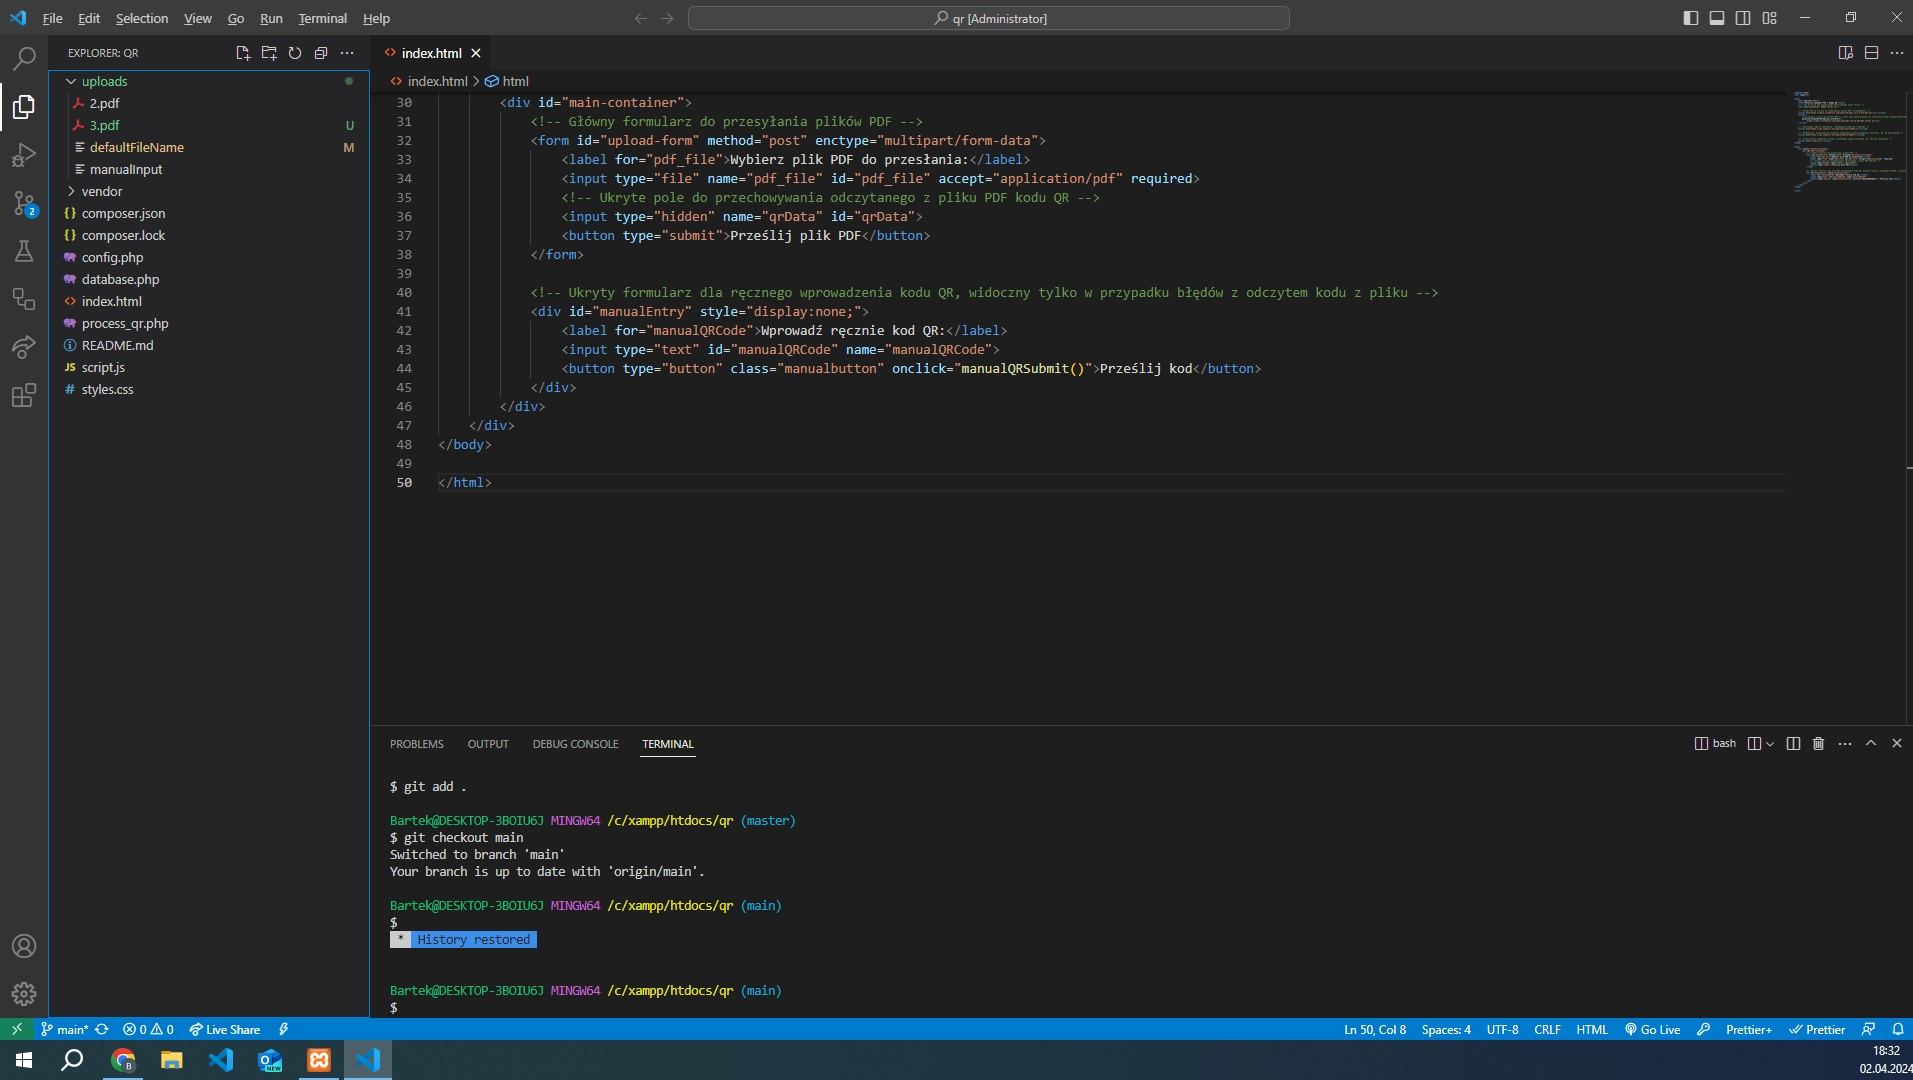 File Edit Selection View Go Run Terminal Help
qr [Administrator]
EXPLORER: QR
uploads
2.pdf
3.pdf U
defaultFileName M
manualInput
vendor
{} composer.json
{} composer.lock
config.php
database.php
<> index.html
process_qr.php
README.md
JS script.js
# styles.css
2
<> index.html
<> index.html > html
30 <div id="main-container">
31 <!-- Główny formularz do przesyłania plików PDF -->
32 <form id="upload-form" method="post" enctype="multipart/form-data">
33 <label for="pdf_file">Wybierz plik PDF do przesłania:</label>
34 <input type="file" name="pdf_file" id="pdf_file" accept="application/pdf" required>
35 <!-- Ukryte pole do przechowywania odczytanego z pliku PDF kodu QR -->
36 <input type="hidden" name="qrData" id="qrData">
37 <button type="submit">Prześlij plik PDF</button>
38 </form>
39
40 <!-- Ukryty formularz dla ręcznego wprowadzenia kodu QR, widoczny tylko w przypadku błędów z odczytem kodu z pliku -->
41 <div id="manualEntry" style="display:none;">
42 <label for="manualQRCode">Wprowadź ręcznie kod QR:</label>
43 <input type="text" id="manualQRCode" name="manualQRCode">
44 <button type="button" class="manualbutton" onclick="manualQRSubmit()">Prześlij kod</button>
45 </div>
46 </div>
47 </div>
48 </body>
49
50 </html>
PROBLEMS OUTPUT DEBUG CONSOLE TERMINAL
bash
$ git add .
Bartek@DESKTOP-3BOIU6J MINGW64 /c/xampp/htdocs/qr (master)
$ git checkout main
Switched to branch 'main'
Your branch is up to date with 'origin/main'.
Bartek@DESKTOP-3BOIU6J MINGW64 /c/xampp/htdocs/qr (main)
$
* History restored
Bartek@DESKTOP-3BOIU6J MINGW64 /c/xampp/htdocs/qr (main)
$
main* 0 0 Live Share
Ln 50, Col 8 Spaces: 4 UTF-8 CRLF HTML Go Live Prettier+ Prettier
B
NEW
18:32
02.04.2024